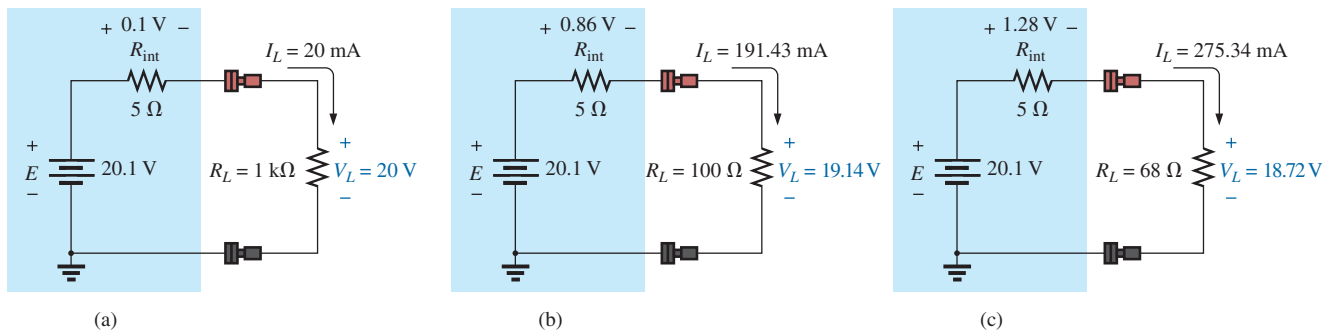 + 0.1 V −
R_int
5 Ω
I_L = 20 mA
+
E
−
20.1 V
R_L = 1 kΩ
+
V_L = 20 V
−
(a)
+ 0.86 V −
R_int
5 Ω
I_L = 191.43 mA
+
E
−
20.1 V
R_L = 100 Ω
+
V_L = 19.14 V
−
(b)
+ 1.28 V −
R_int
5 Ω
I_L = 275.34 mA
+
E
−
20.1 V
R_L = 68 Ω
+
V_L = 18.72 V
−
(c)